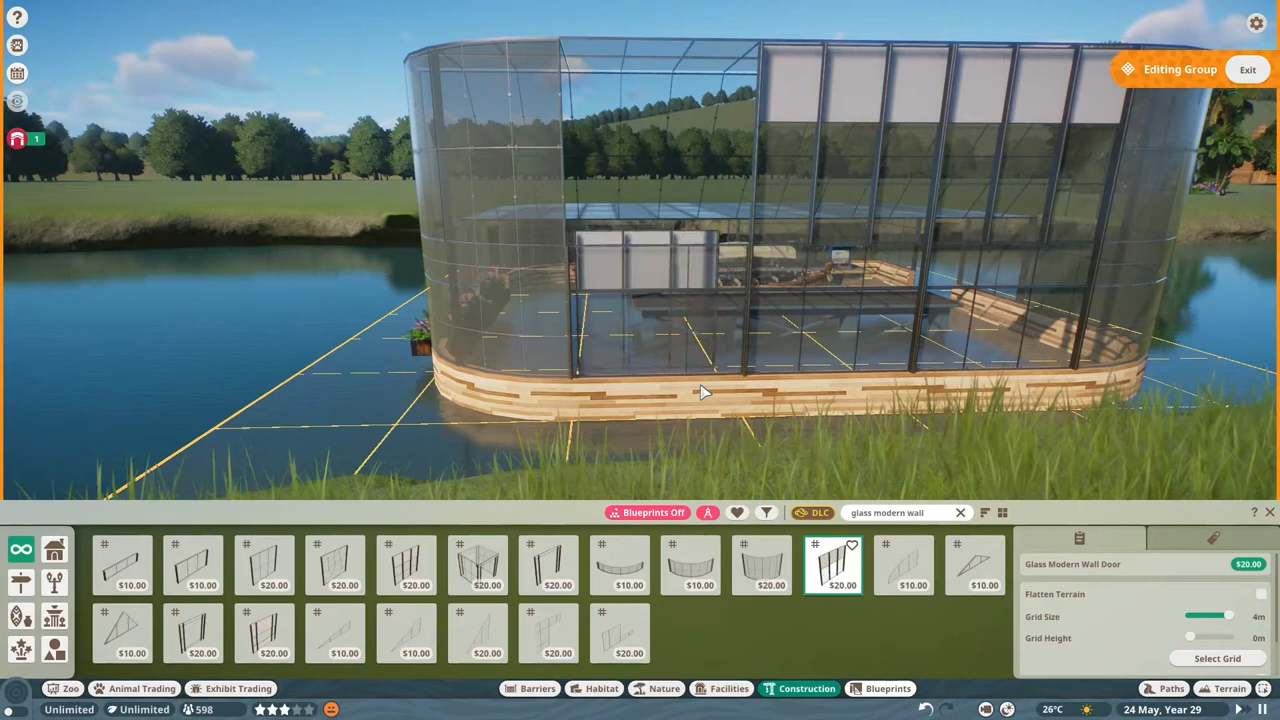 ?
Editing Group
Exit
1
Blueprints Off
DLC
glass modern wall
?
$10.00
$10.00
$20.00
$20.00
$20.00
$20.00
$20.00
$10.00
$10.00
$20.00
$20.00
$10.00
$10.00
Glass Modern Wall Door
$20.00
Flatten Terrain
Grid Size
4m
Grid Height
0m
Select Grid
$10.00
$20.00
$20.00
$10.00
$10.00
$20.00
$20.00
$20.00
Zoo
Animal Trading
Exhibit Trading
Barriers
Habitat
Nature
Facilities
Construction
Blueprints
Paths
Terrain
Unlimited
Unlimited
598
26°C
24 May, Year 29